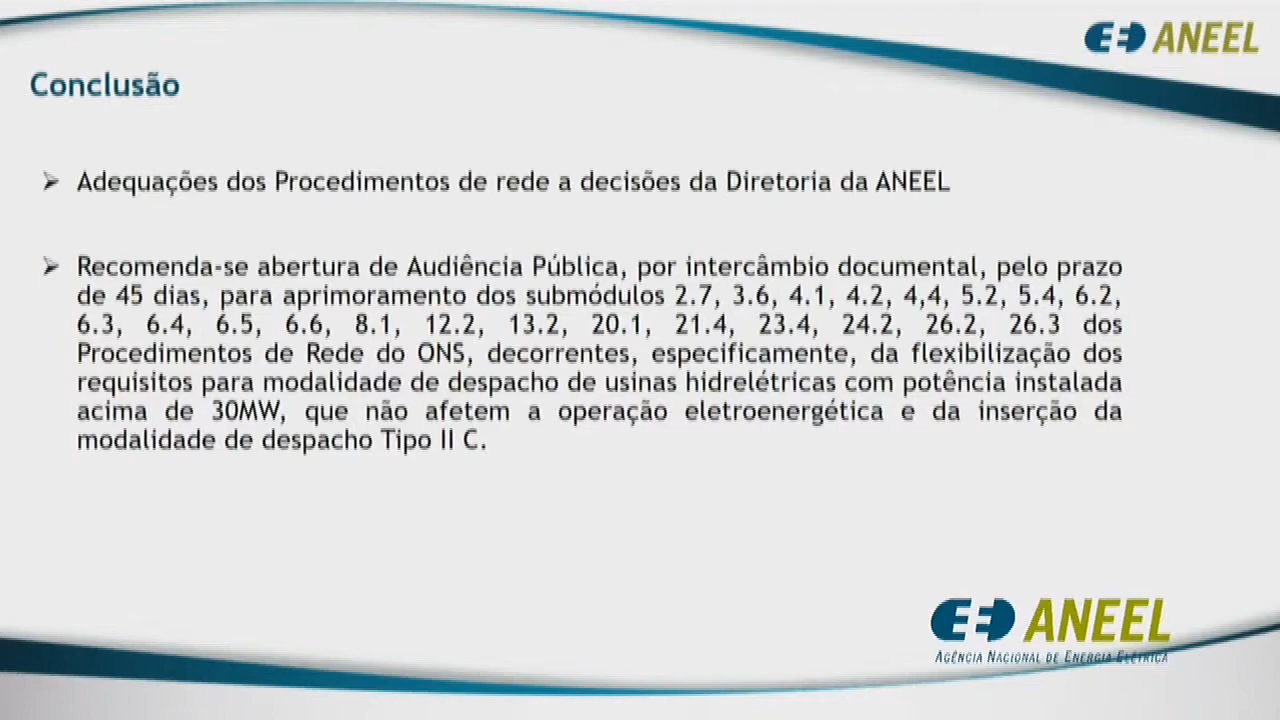 ANEEL
Conclusão
Adequações dos Procedimentos de rede a decisões da Diretoria da ANEEL
Recomenda-se abertura de Audiência Pública, por intercâmbio documental, pelo prazo
de 45 dias, para aprimoramento dos submódulos 2.7, 3.6, 4.1, 4.2, 4,4, 5.2, 5.4, 6.2,
6.3, 6.4, 6.5, 6.6, 8.1, 12.2, 13.2, 20.1, 21.4, 23.4, 24.2, 26.2, 26.3 dos
Procedimentos de Rede do ONS, decorrentes, especificamente, da flexibilização dos
requisitos para modalidade de despacho de usinas hidrelétricas com potência instalada
acima de 30MW, que não afetem a operação eletroenergética e da inserção da
modalidade de despacho Tipo II C.
ANEEL
AGÊNCIA NACIONAL DE ENERGIA ELÉTRICA